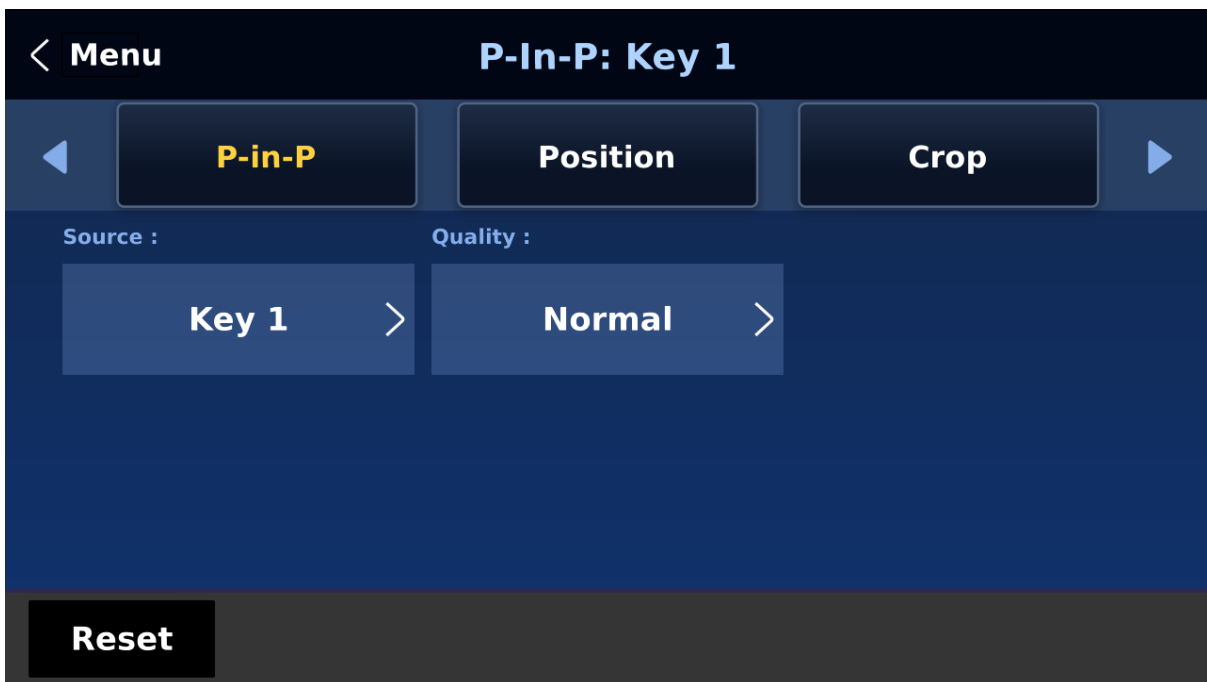 Menu
P-In-P: Key 1
P-in-P
Position
Crop
Source :
Quality :
Key 1
Normal
Reset